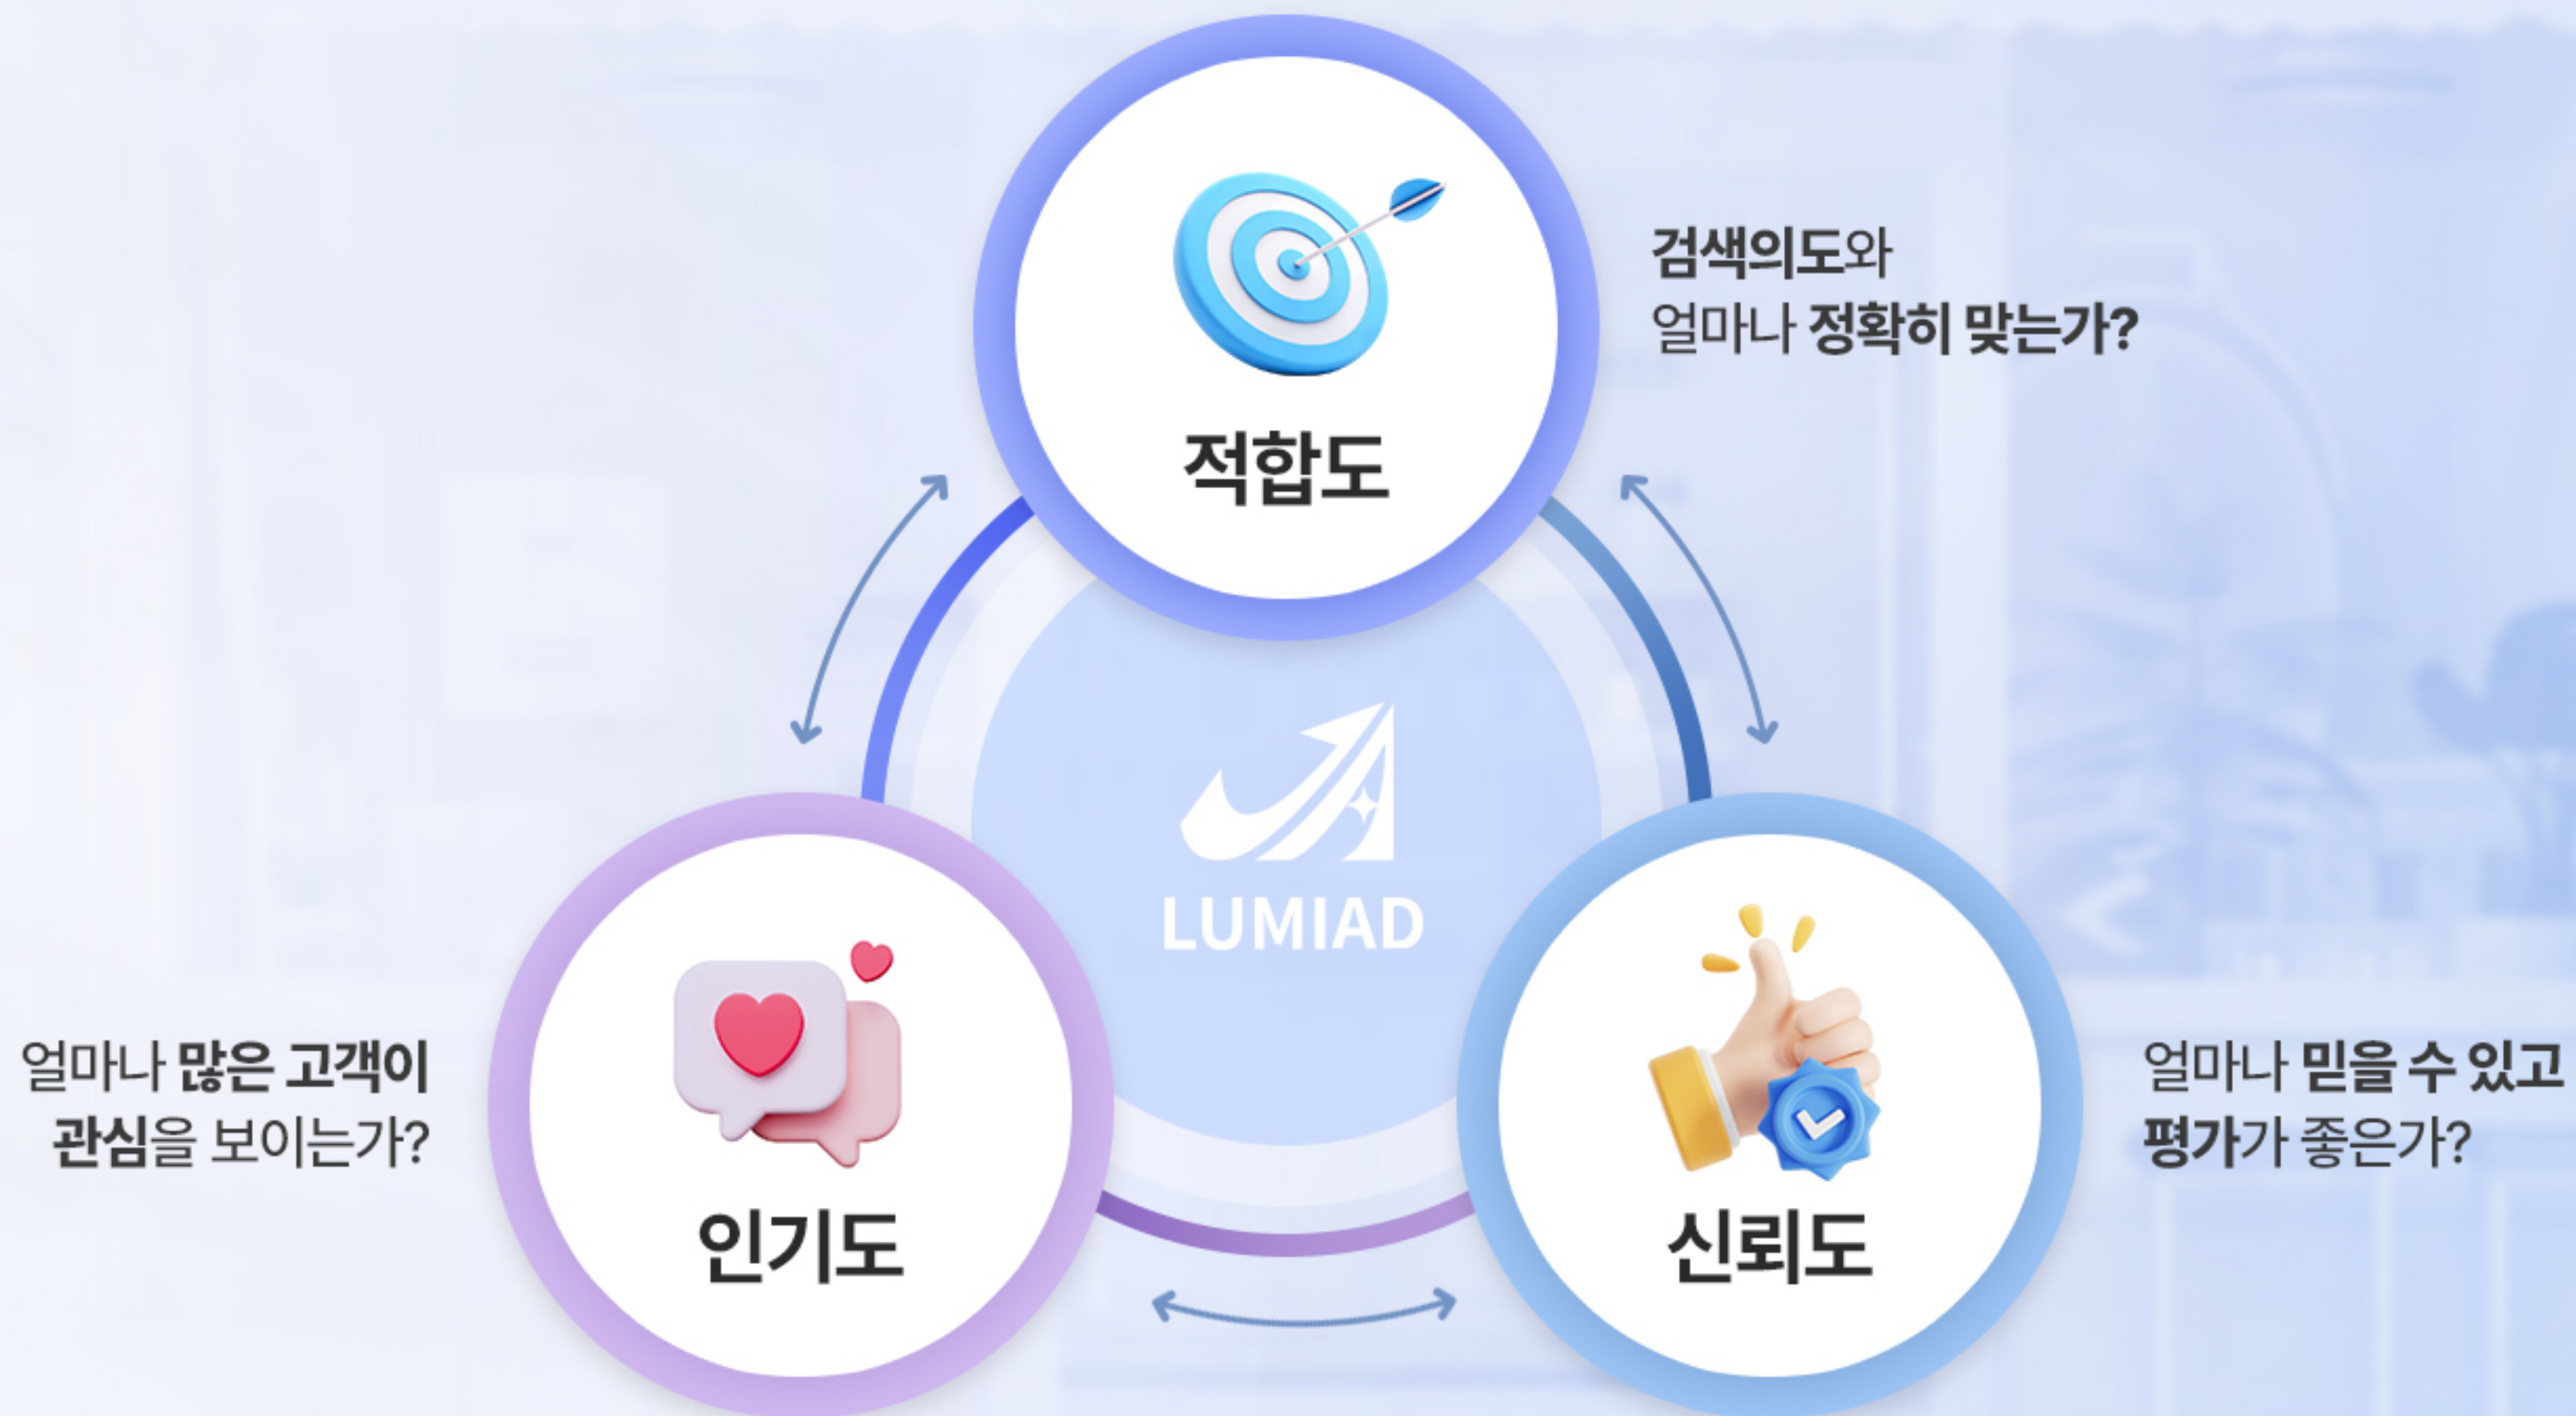 적합도
검색의도와
얼마나 정확히 맞는가?
LUMIAD
얼마나 많은 고객이
관심을 보이는가?
인기도
신뢰도
얼마나 믿을 수 있고
평가가 좋은가?